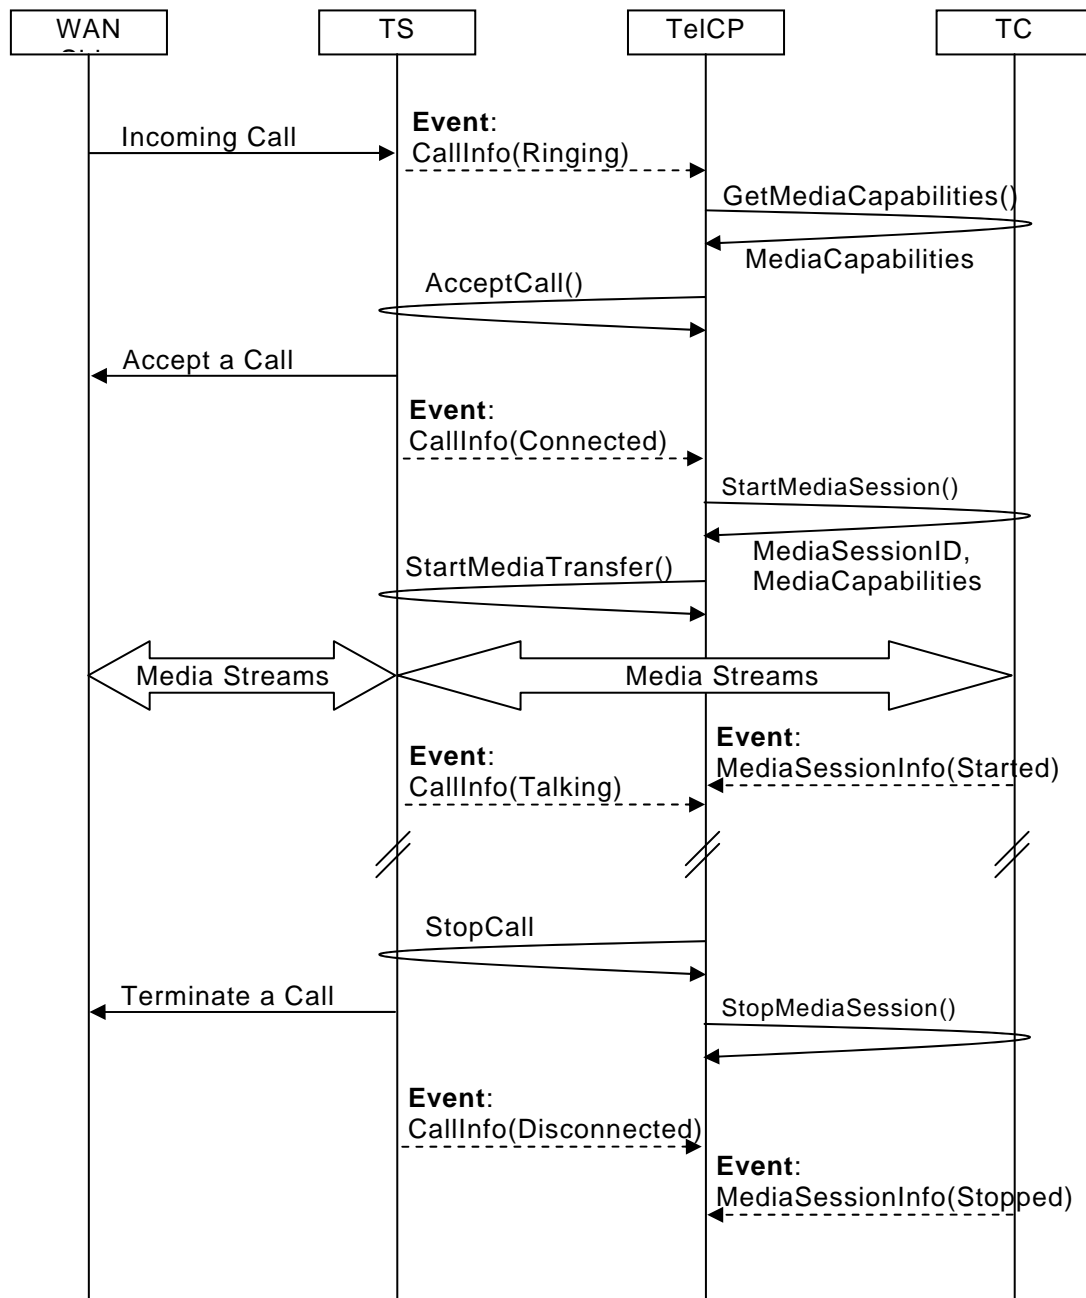 WAN
TS
TelCP
TC
Incoming Call
Event:
CallInfo(Ringing)
GetMediaCapabilities()
MediaCapabilities
AcceptCall()
Accept a Call
Event:
CallInfo(Connected)
StartMediaSession()
MediaSessionID,
MediaCapabilities
StartMediaTransfer()
Media Streams
Media Streams
Event:
CallInfo(Talking)
Event:
MediaSessionInfo(Started)
StopCall
Terminate a Call
StopMediaSession()
Event:
CallInfo(Disconnected)
Event:
MediaSessionInfo(Stopped)